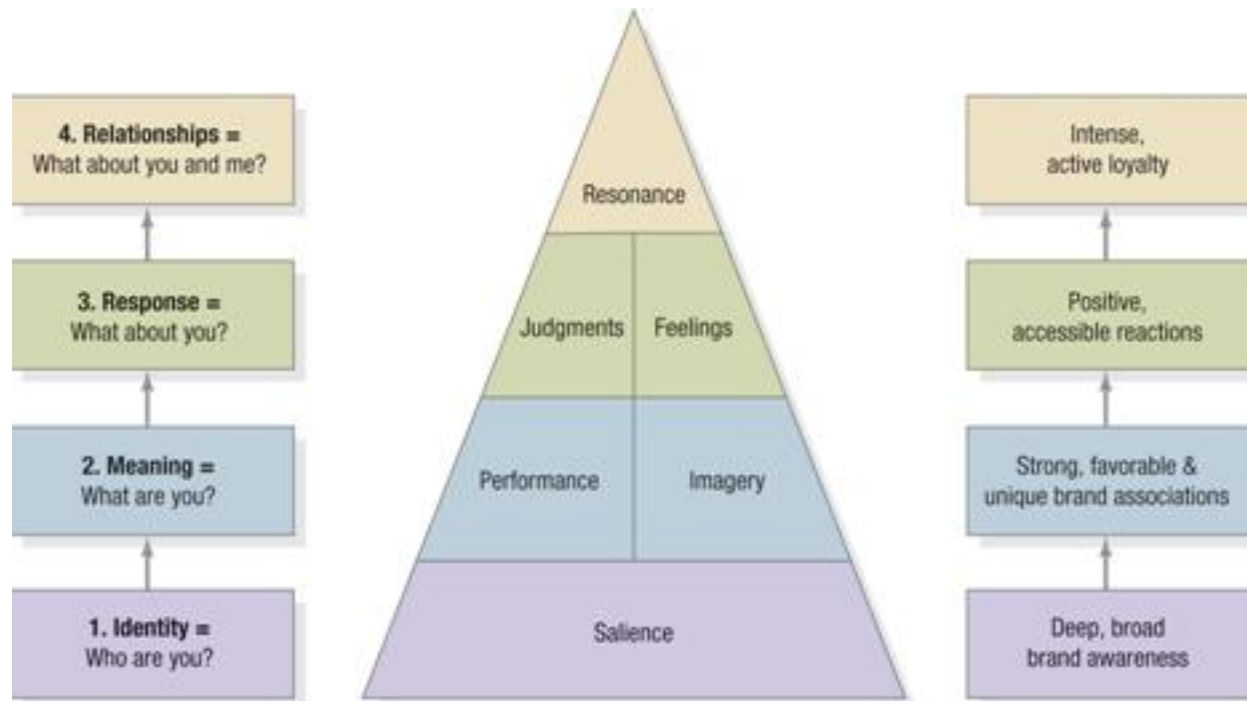 4. Relationships =
What about you and me?
3. Response =
What about you?
2. Meaning =
What are you?
1. Identity =
Who are you?
Resonance
Judgments
Feelings
Performance
Imagery
Salience
Intense,
active loyalty
Positive,
accessible reactions
Strong, favorable &
unique brand associations
Deep, broad
brand awareness